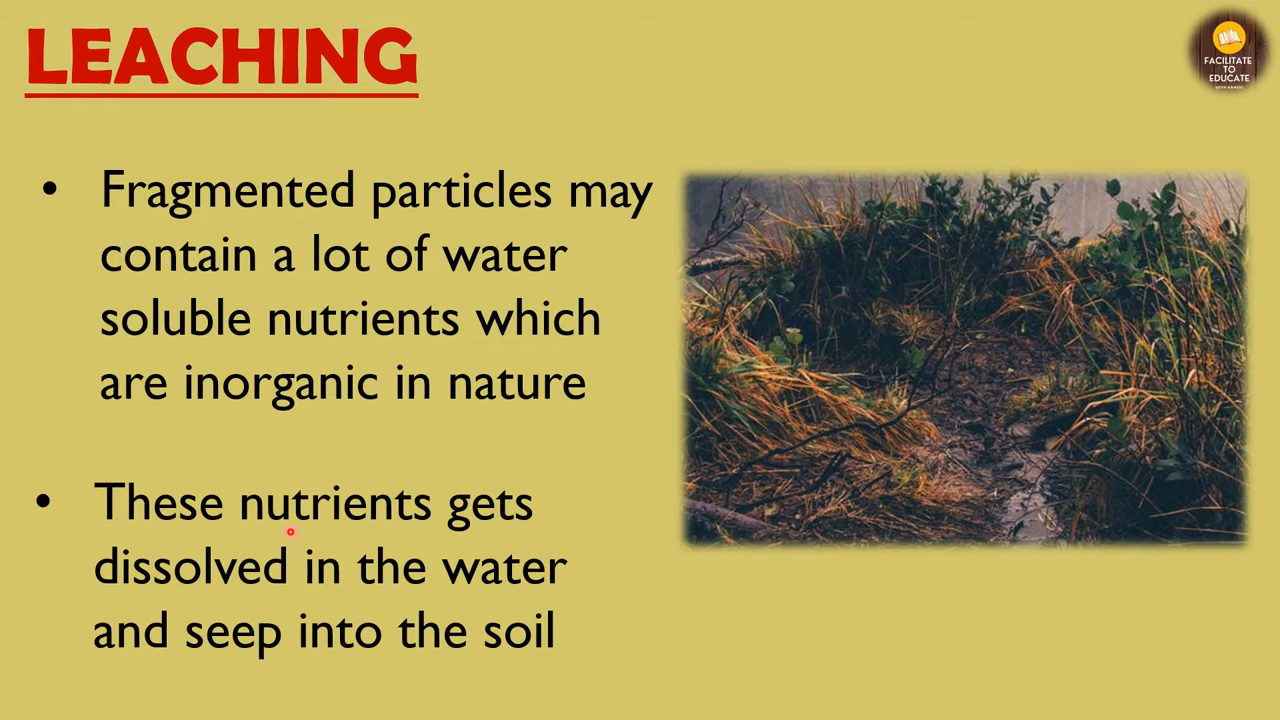 LEACHING
FACILITATE
TO
EDUCATE
• Fragmented particles may
contain a lot of water
soluble nutrients which
are inorganic in nature
• These nutrients gets
dissolved in the water
and seep into the soil